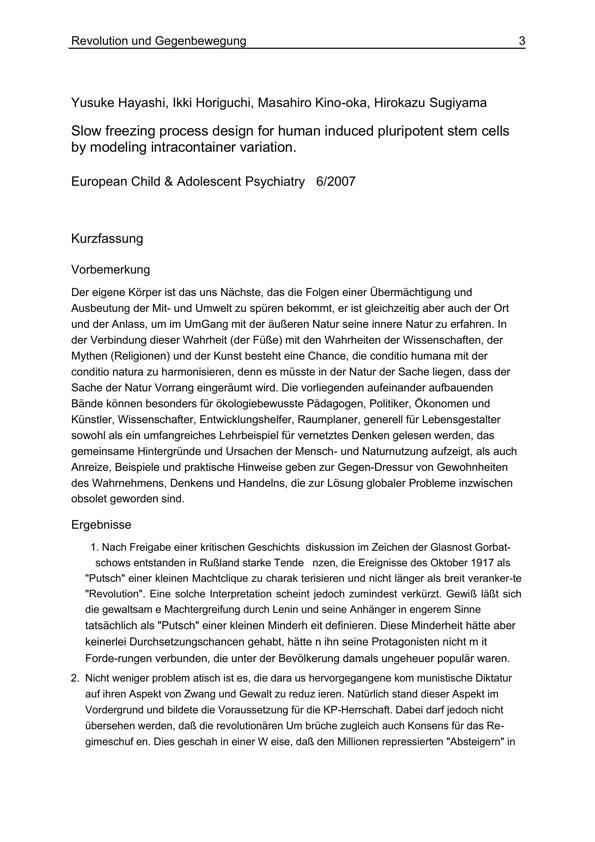 Revolution und Gegenbewegung 3
Yusuke Hayashi, Ikki Horiguchi, Masahiro Kino-oka, Hirokazu Sugiyama
Slow freezing process design for human induced pluripotent stem cells
by modeling intracontainer variation.
European Child & Adolescent Psychiatry 6/2007
Kurzfassung
Vorbemerkung
Der eigene Körper ist das uns Nächste, das die Folgen einer Übermächtigung und
Ausbeutung der Mit- und Umwelt zu spüren bekommt, er ist gleichzeitig aber auch der Ort
und der Anlass, um im UmGang mit der äußeren Natur seine innere Natur zu erfahren. In
der Verbindung dieser Wahrheit (der Füße) mit den Wahrheiten der Wissenschaften, der
Mythen (Religionen) und der Kunst besteht eine Chance, die conditio humana mit der
conditio natura zu harmonisieren, denn es müsste in der Natur der Sache liegen, dass der
Sache der Natur Vorrang eingeräumt wird. Die vorliegenden aufeinander aufbauenden
Bände können besonders für ökologiebewusste Pädagogen, Politiker, Ökonomen und
Künstler, Wissenschafter, Entwicklungshelfer, Raumplaner, generell für Lebensgestalter
sowohl als ein umfangreiches Lehrbeispiel für vernetztes Denken gelesen werden, das
gemeinsame Hintergründe und Ursachen der Mensch- und Naturnutzung aufzeigt, als auch
Anreize, Beispiele und praktische Hinweise geben zur Gegen-Dressur von Gewohnheiten
des Wahrnehmens, Denkens und Handelns, die zur Lösung globaler Probleme inzwischen
obsolet geworden sind.
Ergebnisse
1. Nach Freigabe einer kritischen Geschichts diskussion im Zeichen der Glasnost Gorbat-
schows entstanden in Rußland starke Tende nzen, die Ereignisse des Oktober 1917 als
"Putsch" einer kleinen Machtclique zu charak terisieren und nicht länger als breit veranker-te
"Revolution". Eine solche Interpretation scheint jedoch zumindest verkürzt. Gewiß läßt sich
die gewaltsam e Machtergreifung durch Lenin und seine Anhänger in engerem Sinne
tatsächlich als "Putsch" einer kleinen Minderh eit definieren. Diese Minderheit hätte aber
keinerlei Durchsetzungschancen gehabt, hätte n ihn seine Protagonisten nicht m it
Forde-rungen verbunden, die unter der Bevölkerung damals ungeheuer populär waren.
2. Nicht weniger problem atisch ist es, die dara us hervorgegangene kom munistische Diktatur
auf ihren Aspekt von Zwang und Gewalt zu reduz ieren. Natürlich stand dieser Aspekt im
Vordergrund und bildete die Voraussetzung für die KP-Herrschaft. Dabei darf jedoch nicht
übersehen werden, daß die revolutionären Um brüche zugleich auch Konsens für das Re-
gimeschuf en. Dies geschah in einer W eise, daß den Millionen repressierten "Absteigern" in